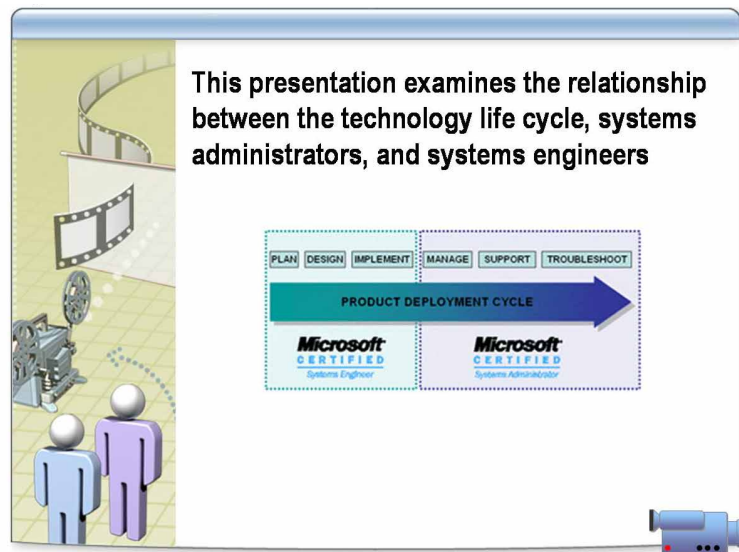 This presentation examines the relationship
between the technology life cycle, systems
administrators, and systems engineers
PLAN DESIGN IMPLEMENT MANAGE SUPPORT TROUBLESHOOT
PRODUCT DEPLOYMENT CYCLE
Microsoft
CERTIFIED
Systems Engineer
Microsoft
CERTIFIED
Systems Administrator